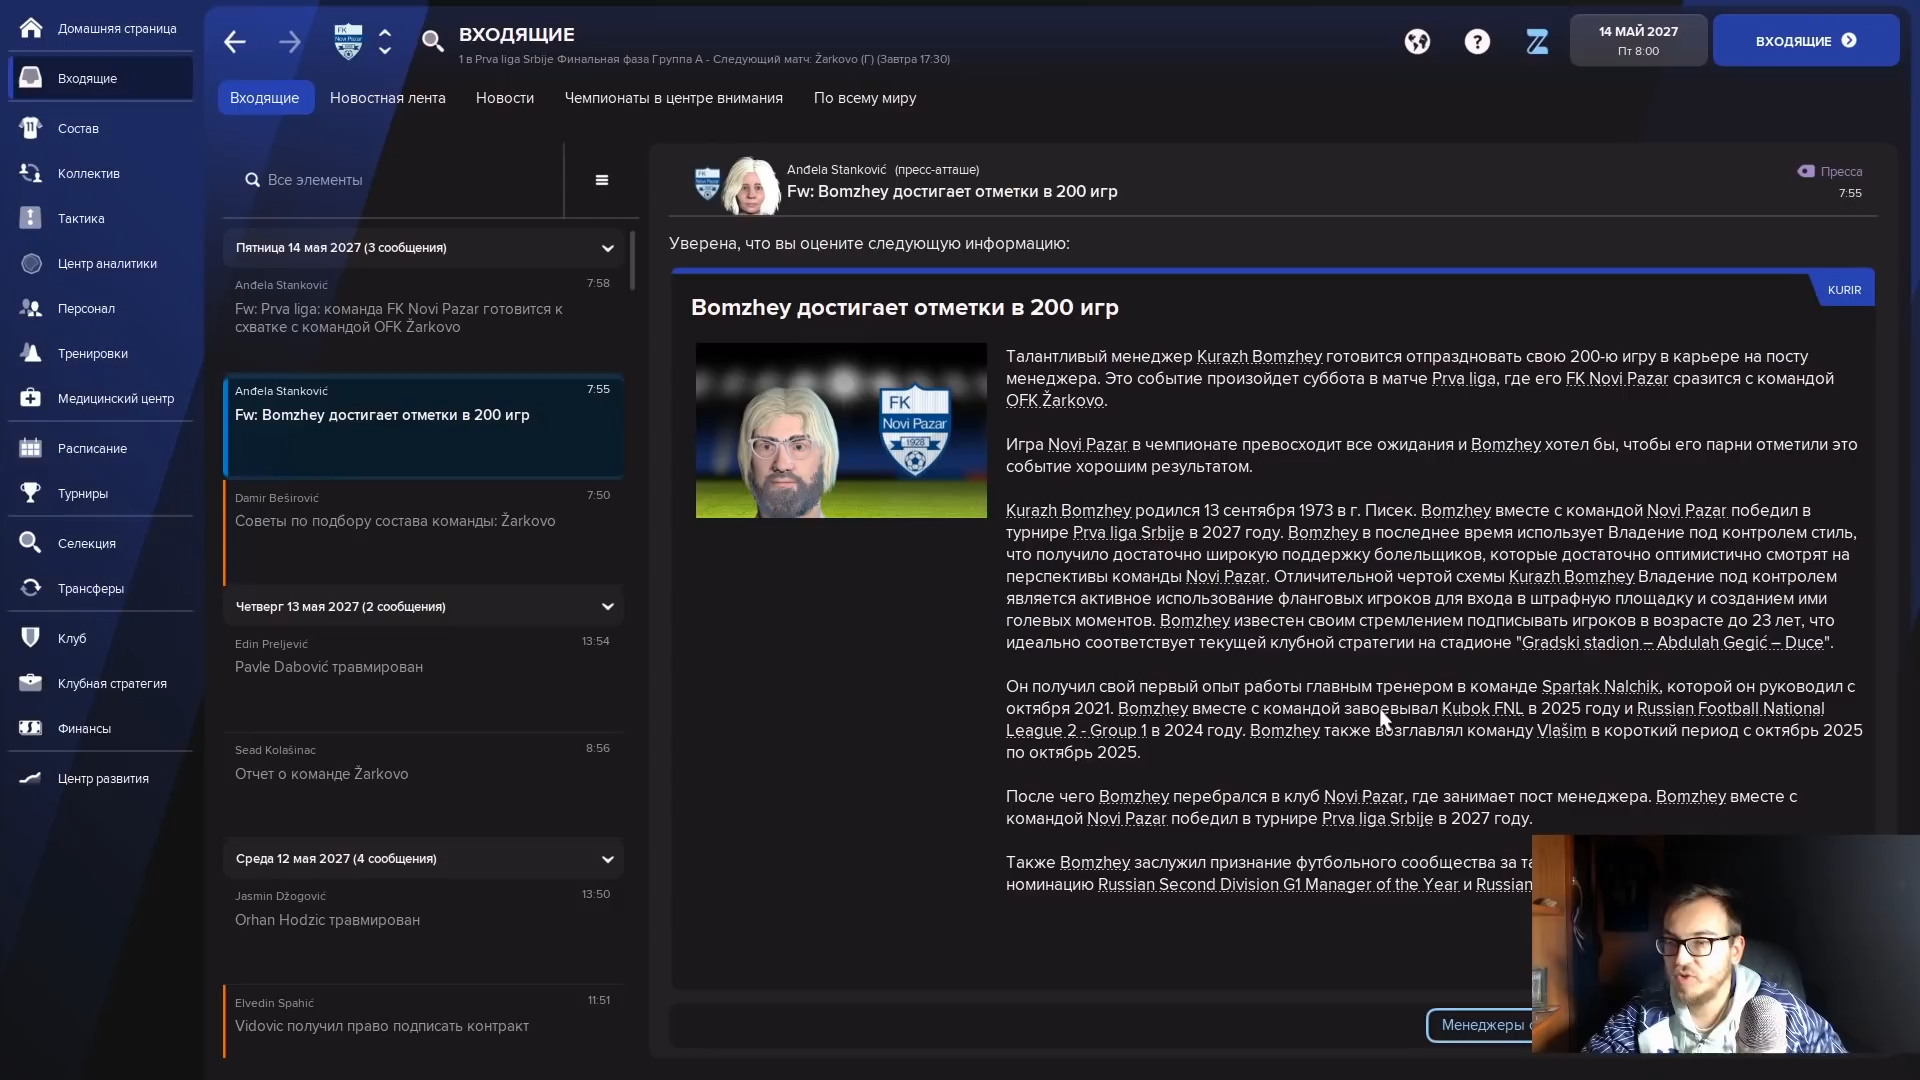 Домашняя страница
Входящие
Состав
Коллектив
Тактика
Центр аналитики
Персонал
Тренировки
Медицинский центр
Расписание
Турниры
Селекция
Трансферы
Клуб
Клубная стратегия
Финансы
Центр развития
FK
Novi Pazar
ВХОДЯЩИЕ
1 в Prva liga Srbije Финальная фаза Группа А - Следующий матч: Žarkovo (Г) (Завтра 17:30)
?
14 МАЙ 2027
Пт 8:00
ВХОДЯЩИЕ
Входящие
Новостная лента
Новости
Чемпионаты в центре внимания
По всему миру
Все элементы
Пятница 14 мая 2027 (3 сообщения)
Anđela Stanković 7:58
Fw: Prva liga: команда FK Novi Pazar готовится к
схватке с командой OFK Žarkovo
Anđela Stanković 7:55
Fw: Bomzhey достигает отметки в 200 игр
Damir Beširović 7:50
Советы по подбору состава команды: Žarkovo
Четверг 13 мая 2027 (2 сообщения)
Edin Preljević 13:54
Pavle Dabović травмирован
Sead Kolašinac 8:56
Отчет о команде Žarkovo
Среда 12 мая 2027 (4 сообщения)
Jasmin Džogović 13:50
Orhan Hodzic травмирован
Elvedin Spahić 11:51
Vidovic получил право подписать контракт
Anđela Stanković (пресс-атташе)
Fw: Bomzhey достигает отметки в 200 игр
Пресса
7:55
Уверена, что вы оцените следующую информацию:
KURIR
Bomzhey достигает отметки в 200 игр
FK
Novi Pazar
1928
Талантливый менеджер Kurazh Bomzhey готовится отпраздновать свою 200-ю игру в карьере на посту
менеджера. Это событие произойдет суббота в матче Prva liga, где его FK Novi Pazar сразится с командой
OFK Žarkovo.
Игра Novi Pazar в чемпионате превосходит все ожидания и Bomzhey хотел бы, чтобы его парни отметили это
событие хорошим результатом.
Kurazh Bomzhey родился 13 сентября 1973 в г. Писек. Bomzhey вместе с командой Novi Pazar победил в
турнире Prva liga Srbije в 2027 году. Bomzhey в последнее время использует Владение под контролем стиль,
что получило достаточно широкую поддержку болельщиков, которые достаточно оптимистично смотрят на
перспективы команды Novi Pazar. Отличительной чертой схемы Kurazh Bomzhey Владение под контролем
является активное использование фланговых игроков для входа в штрафную площадку и созданием ими
голевых моментов. Bomzhey известен своим стремлением подписывать игроков в возрасте до 23 лет, что
идеально соответствует текущей клубной стратегии на стадионе "Gradski stadion – Abdulah Gegić – Duce".
Он получил свой первый опыт работы главным тренером в команде Spartak Nalchik, которой он руководил с
октября 2021. Bomzhey вместе с командой завоевывал Kubok FNL в 2025 году и Russian Football National
League 2 - Group 1 в 2024 году. Bomzhey также возглавлял команду Vlašim в короткий период с октябрь 2025
по октябрь 2025.
После чего Bomzhey перебрался в клуб Novi Pazar, где занимает пост менеджера. Bomzhey вместе с
командой Novi Pazar победил в турнире Prva liga Srbije в 2027 году.
Также Bomzhey заслужил признание футбольного сообщества за
номинацию Russian Second Division G1 Manager of the Year и Russian
Менеджеры